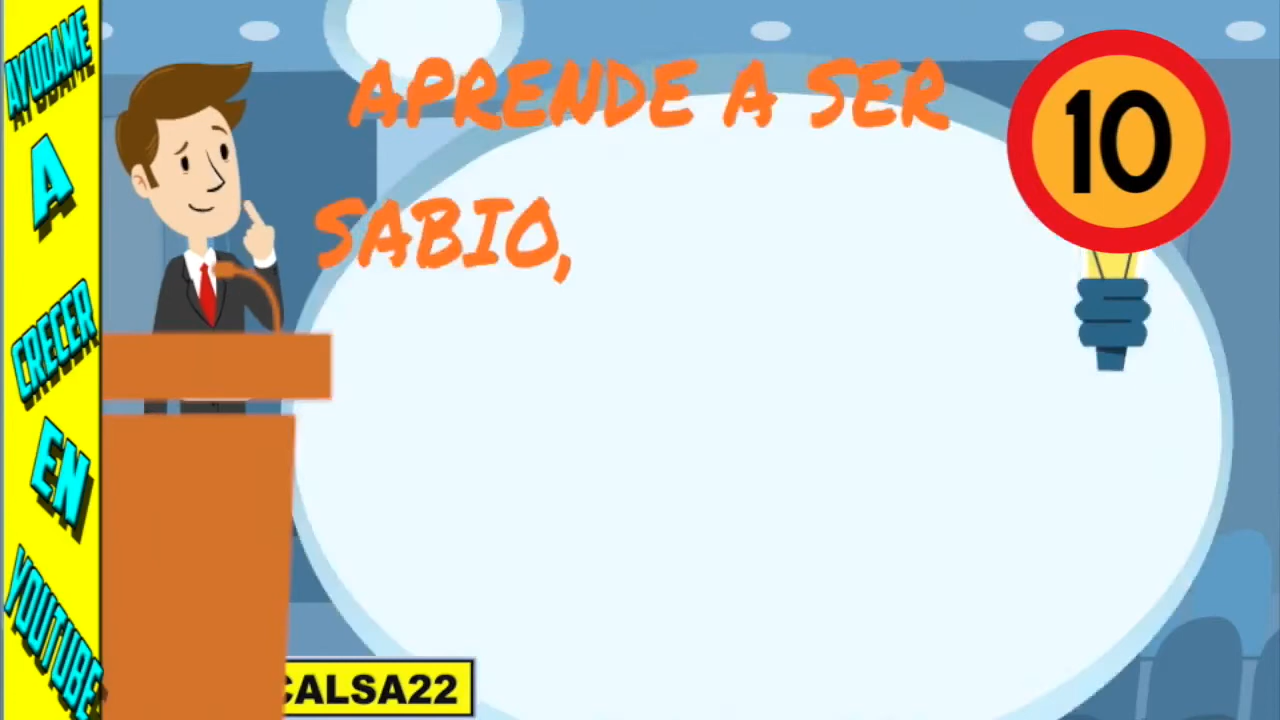 AYUDAME
A
CRECER
EN
YOUTUBE
APRENDE A SER
SABIO,
10
CALSA22